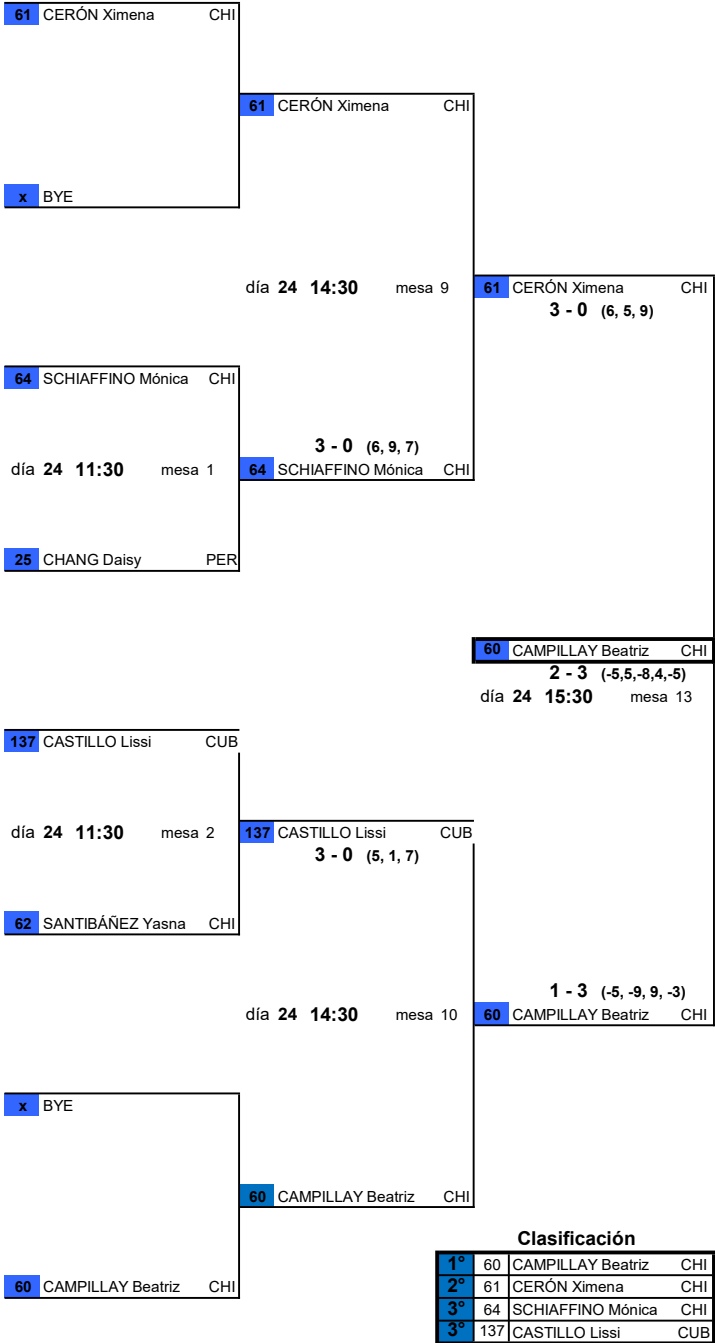 61 CERÓN Ximena CHI
61 CERÓN Ximena CHI
x BYE
día 24 14:30 mesa 9
61 CERÓN Ximena CHI
3 - 0 (6, 5, 9)
64 SCHIAFFINO Mónica CHI
3 - 0 (6, 9, 7)
día 24 11:30 mesa 1
64 SCHIAFFINO Mónica CHI
25 CHANG Daisy PER
60 CAMPILLAY Beatriz CHI
2 - 3 (-5,5,-8,4,-5)
día 24 15:30 mesa 13
137 CASTILLO Lissi CUB
día 24 11:30 mesa 2
137 CASTILLO Lissi CUB
3 - 0 (5, 1, 7)
62 SANTIBÁÑEZ Yasna CHI
1 - 3 (-5, -9, 9, -3)
día 24 14:30 mesa 10
60 CAMPILLAY Beatriz CHI
x BYE
60 CAMPILLAY Beatriz CHI
60 CAMPILLAY Beatriz CHI
Clasificación
1° 60 CAMPILLAY Beatriz CHI
2° 61 CERÓN Ximena CHI
3° 64 SCHIAFFINO Mónica CHI
3° 137 CASTILLO Lissi CUB